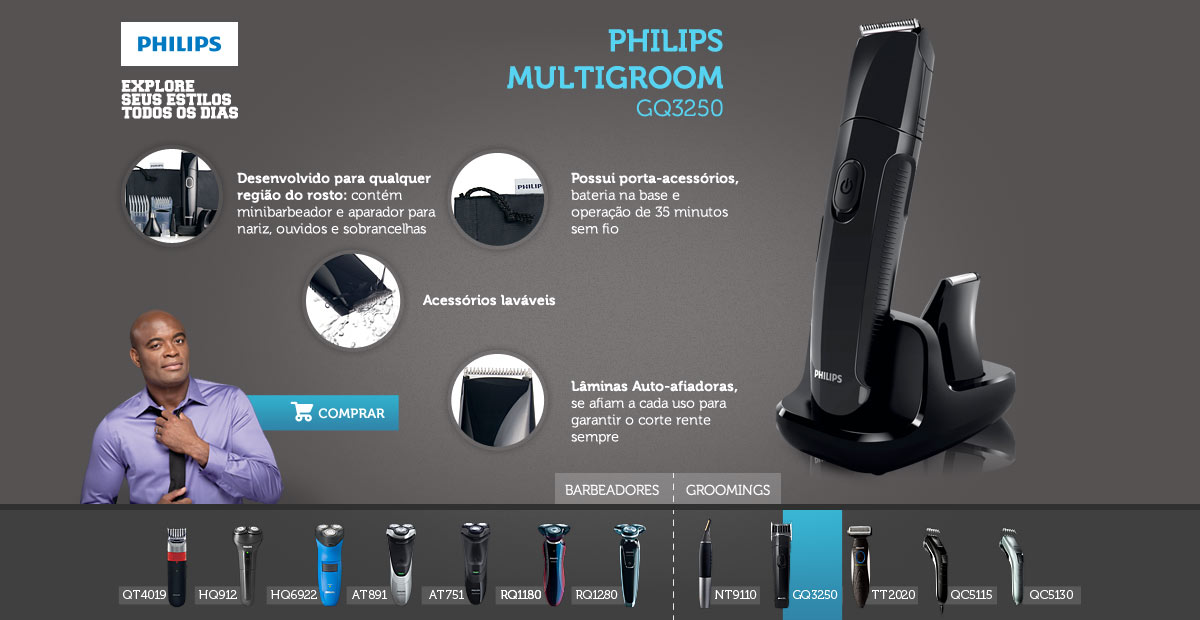 PHILIPS
EXPLORE
SEUS ESTILOS
TODOS OS DIAS
PHILIPS
MULTIGROOM
GQ3250
Desenvolvido para qualquer
região do rosto: contém
minibarbeador e aparador para
nariz, ouvidos e sobrancelhas
PHILIP
Possui porta-acessórios,
bateria na base e
operação de 35 minutos
sem fio
Acessórios laváveis
Lâminas Auto-afiadoras,
se afiam a cada uso para
garantir o corte rente
sempre
COMPRAR
PHILIPS
BARBEADORES
GROOMINGS
QT4019
HQ912
HQ6922
AT891
AT751
RQ1180
RQ1280
NT9110
GQ3250
TT2020
QC5115
QC5130